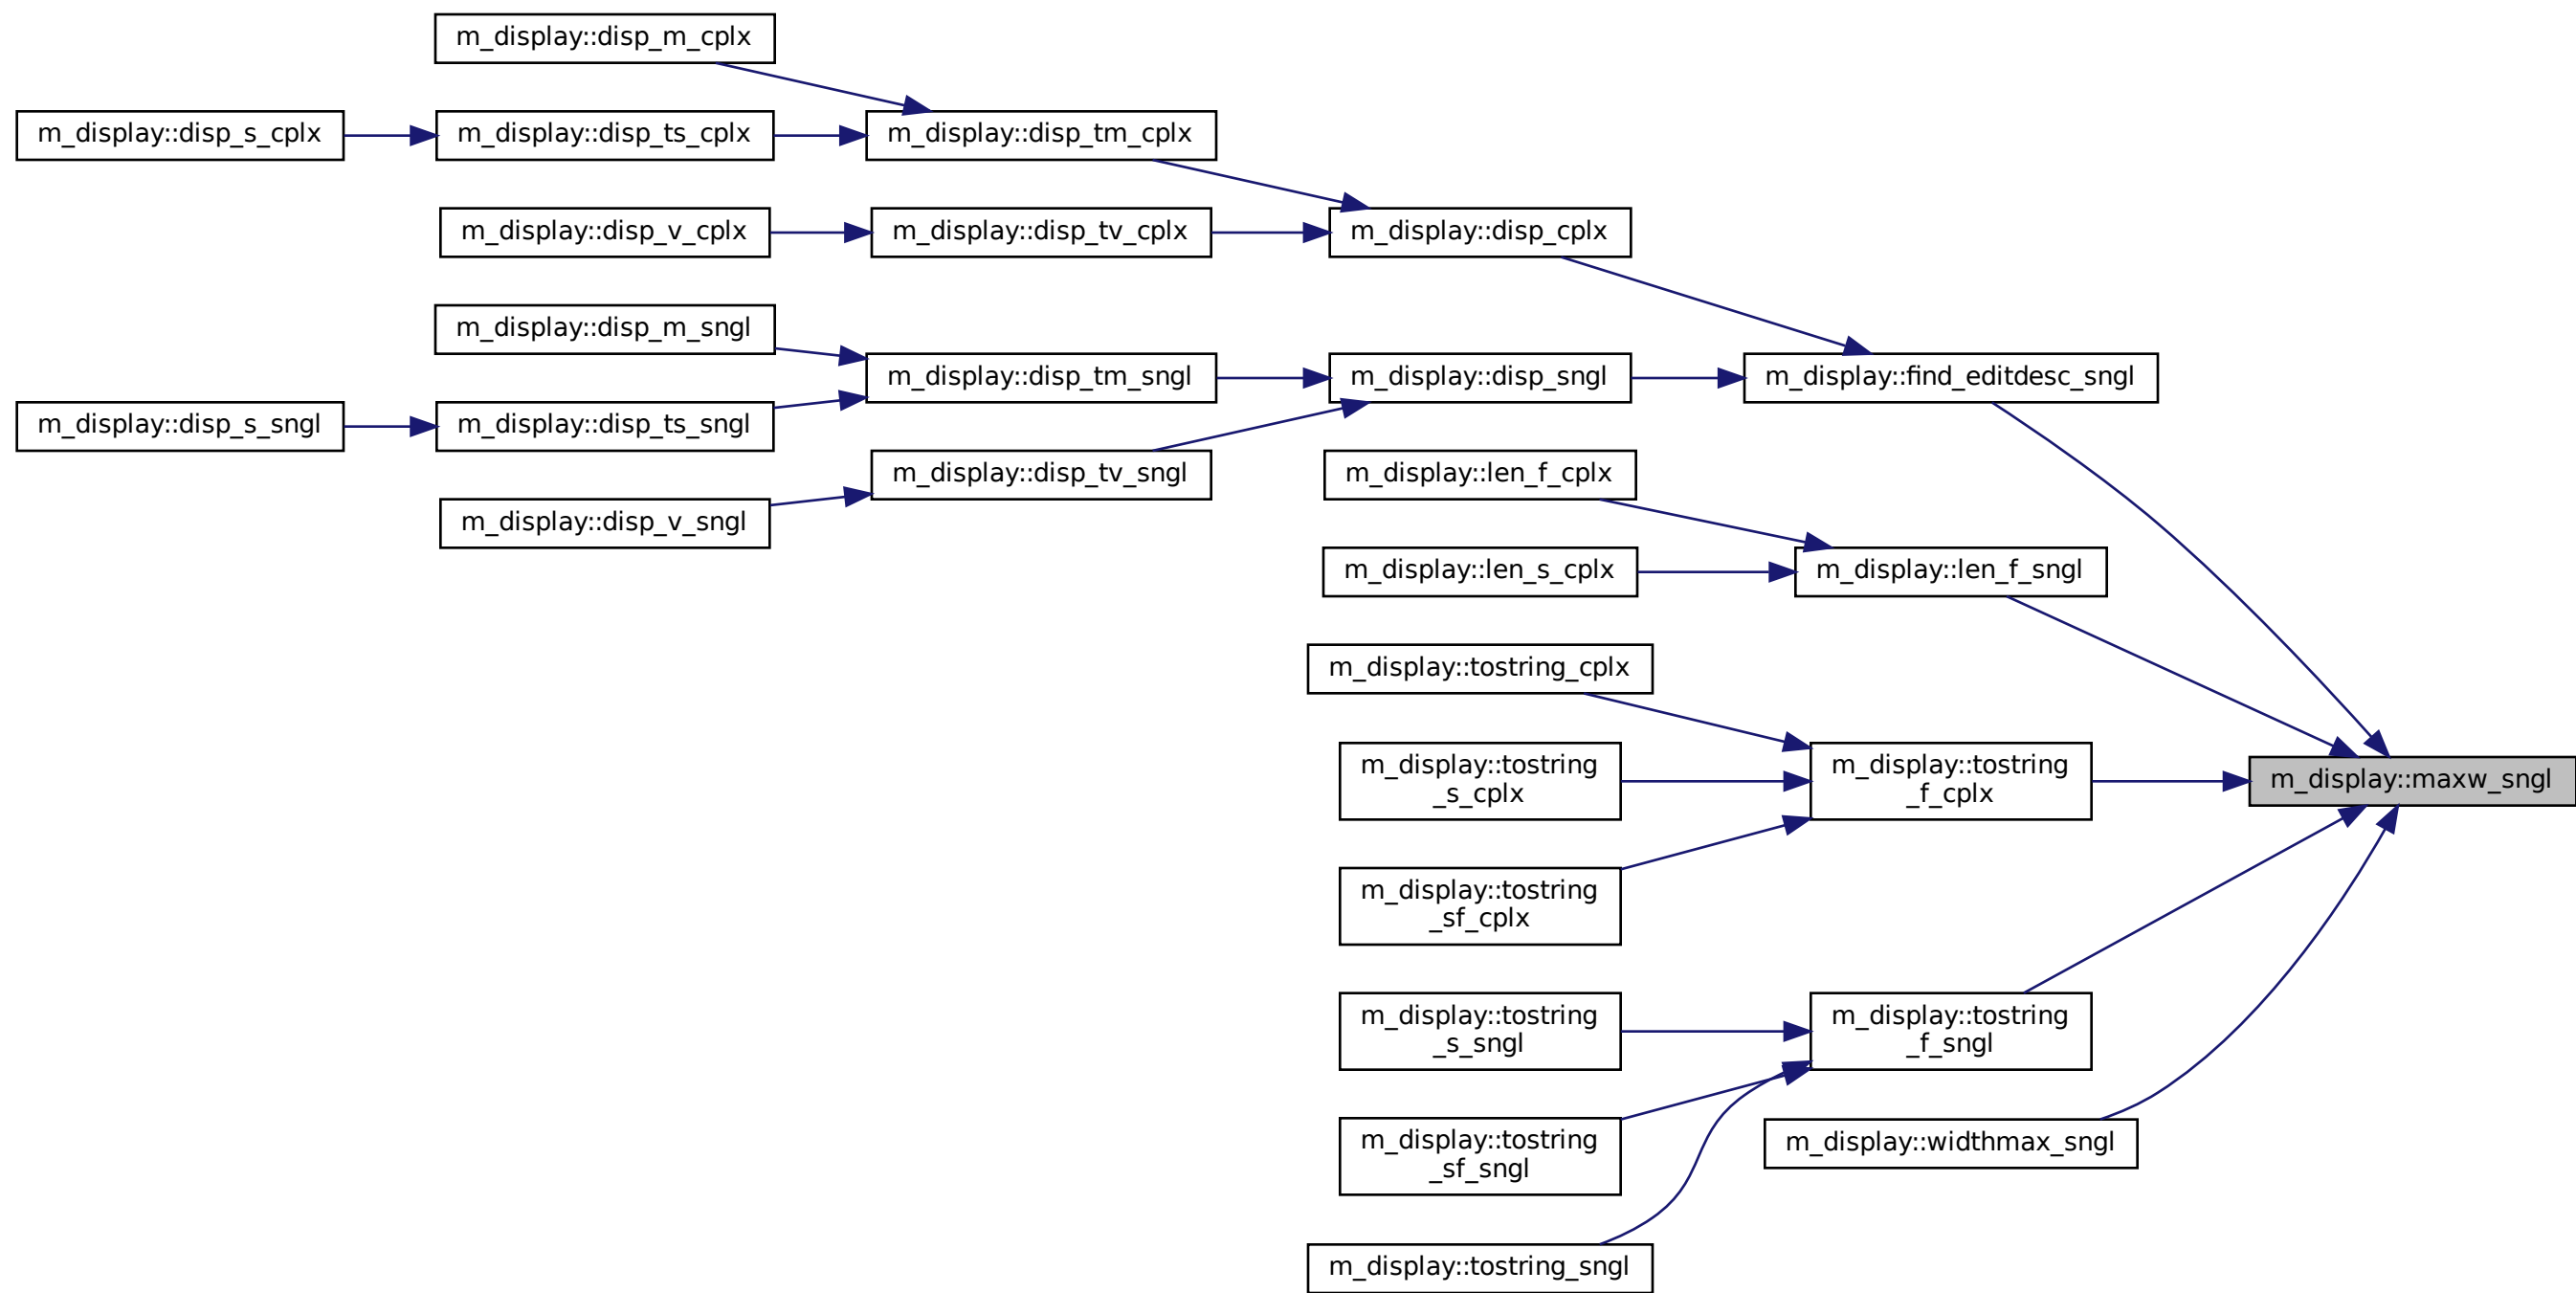 m_display::disp_m_cplx
m_display::disp_s_cplx
m_display::disp_ts_cplx
m_display::disp_tm_cplx
m_display::disp_v_cplx
m_display::disp_tv_cplx
m_display::disp_cplx
m_display::disp_m_sngl
m_display::disp_tm_sngl
m_display::disp_sngl
m_display::find_editdesc_sngl
m_display::disp_s_sngl
m_display::disp_ts_sngl
m_display::disp_tv_sngl
m_display::len_f_cplx
m_display::disp_v_sngl
m_display::len_s_cplx
m_display::len_f_sngl
m_display::tostring_cplx
m_display::tostring
_s_cplx
m_display::tostring
_f_cplx
m_display::maxw_sngl
m_display::tostring
_sf_cplx
m_display::tostring
_s_sngl
m_display::tostring
_f_sngl
m_display::tostring
_sf_sngl
m_display::widthmax_sngl
m_display::tostring_sngl